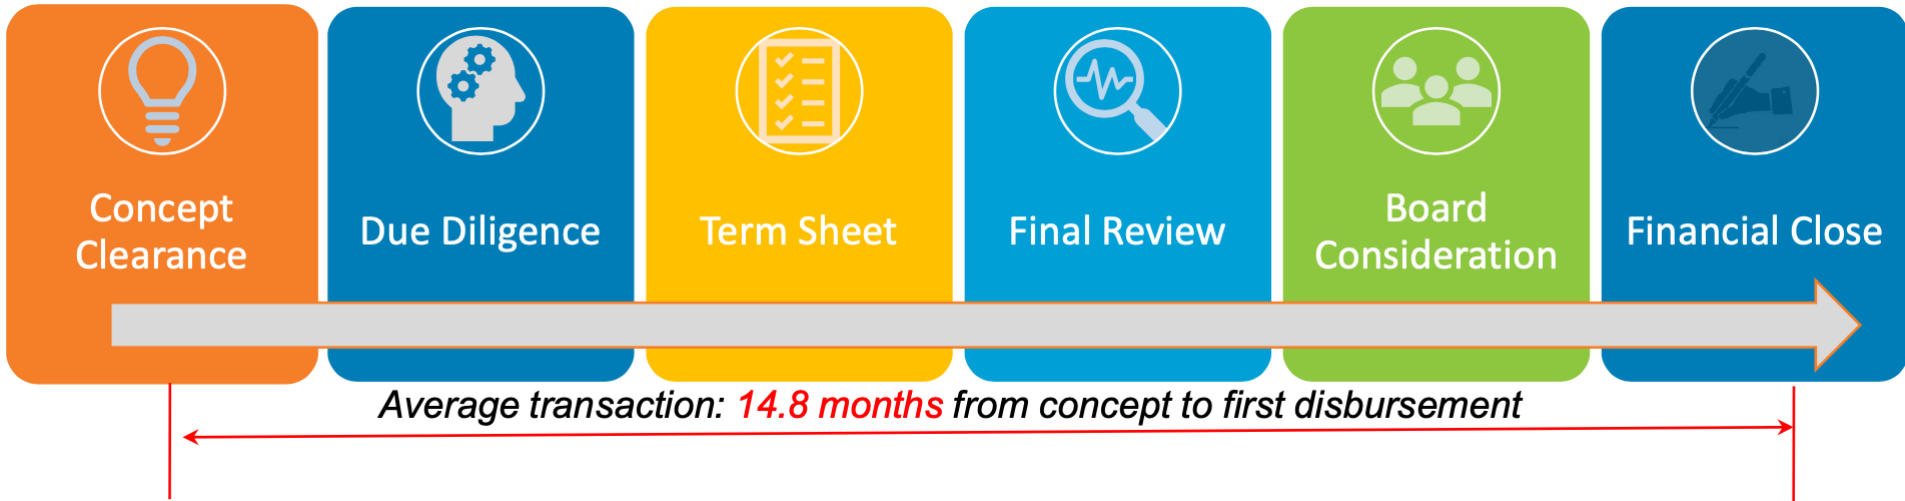 Concept
Clearance
Due Diligence
Term Sheet
Final Review
Board
Consideration
Financial Close
Average transaction: 14.8 months from concept to first disbursement